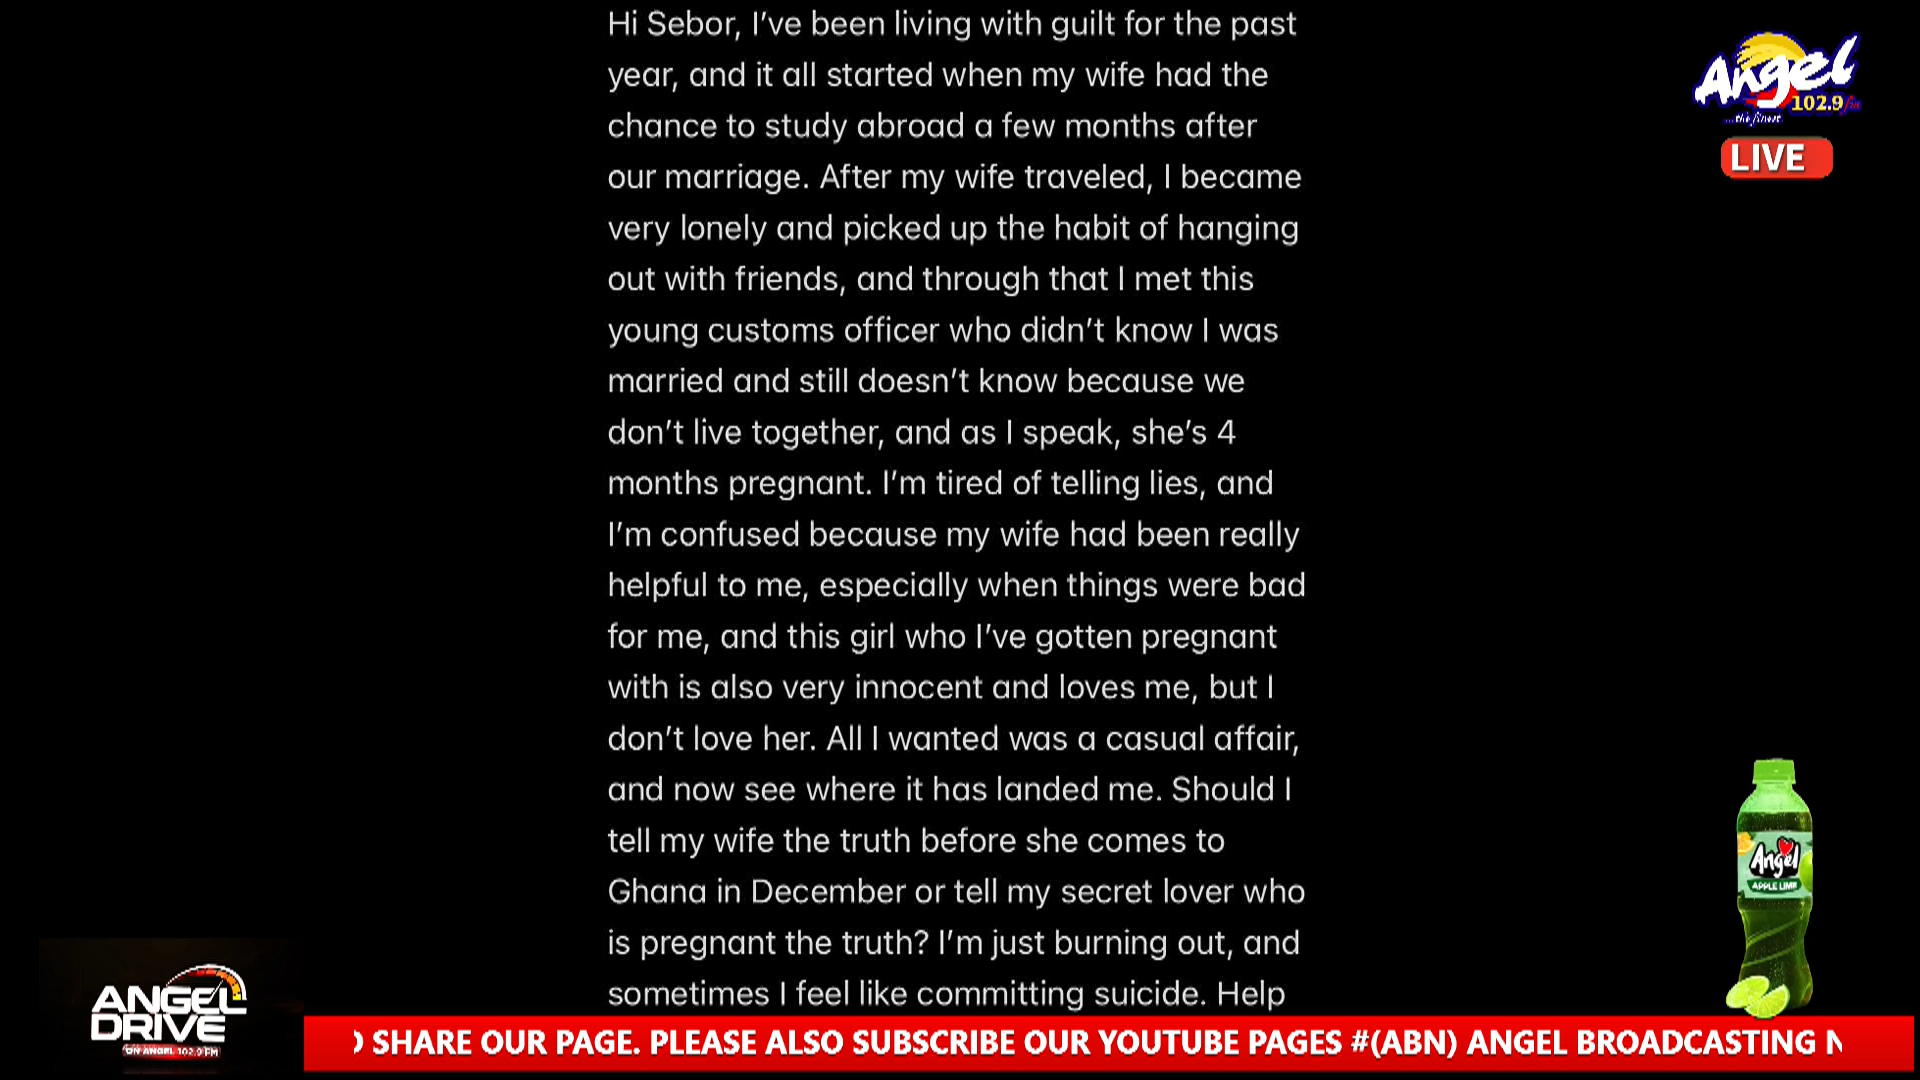 Hi Sebor, I've been living with guilt for the past
year, and it all started when my wife had the
chance to study abroad a few months after
our marriage. After my wife traveled, I became
very lonely and picked up the habit of hanging
out with friends, and through that I met this
young customs officer who didn't know I was
married and still doesn't know because we
don't live together, and as I speak, she's 4
months pregnant. I'm tired of telling lies, and
I'm confused because my wife had been really
helpful to me, especially when things were bad
for me, and this girl who I've gotten pregnant
with is also very innocent and loves me, but I
don't love her. All I wanted was a casual affair,
and now see where it has landed me. Should I
tell my wife the truth before she comes to
Ghana in December or tell my secret lover who
is pregnant the truth? I'm just burning out, and
sometimes I feel like committing suicide. Help
Angel
102.9 fm
...the finest
LIVE
Angel
APPLE LIME
ANGEL
DRIVE
ON ANGEL 102.9 FM
SHARE OUR PAGE. PLEASE ALSO SUBSCRIBE OUR YOUTUBE PAGES #(ABN) ANGEL BROADCASTING